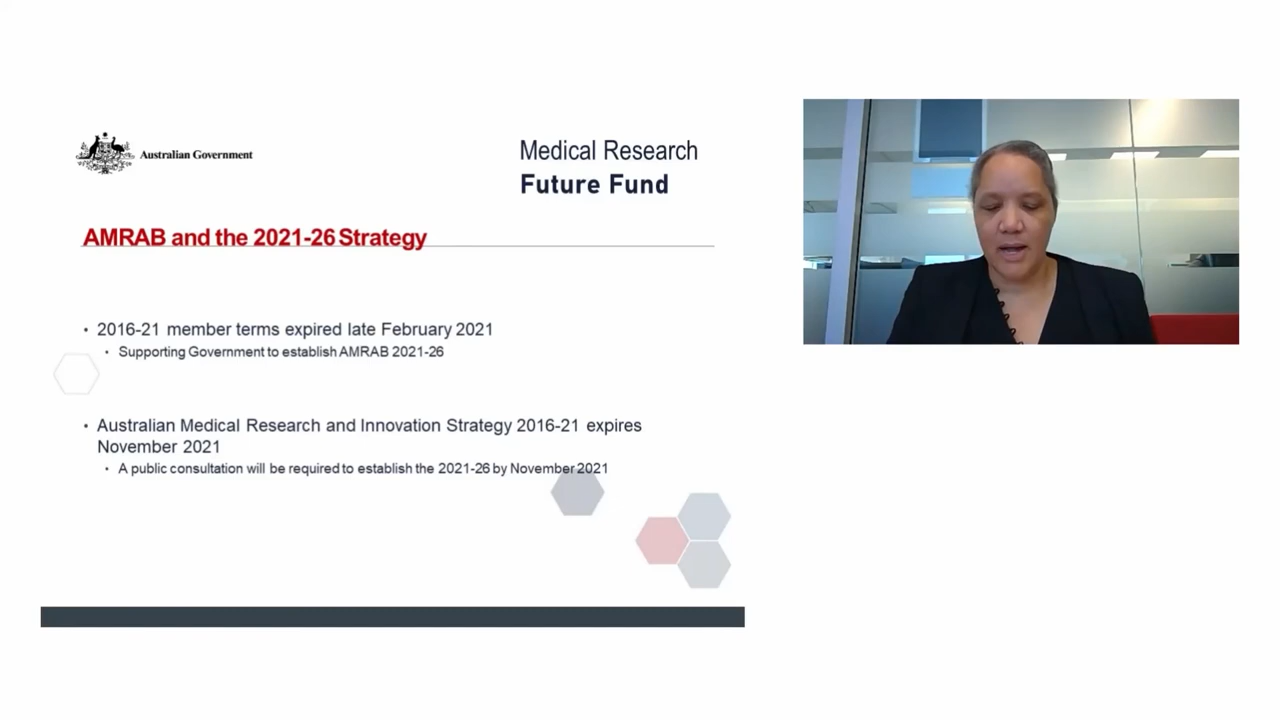 Australian Government
Medical Research
Future Fund
AMRAB and the 2021-26 Strategy
• 2016-21 member terms expired late February 2021
• Supporting Government to establish AMRAB 2021-26
• Australian Medical Research and Innovation Strategy 2016-21 expires
November 2021
• A public consultation will be required to establish the 2021-26 by November 2021